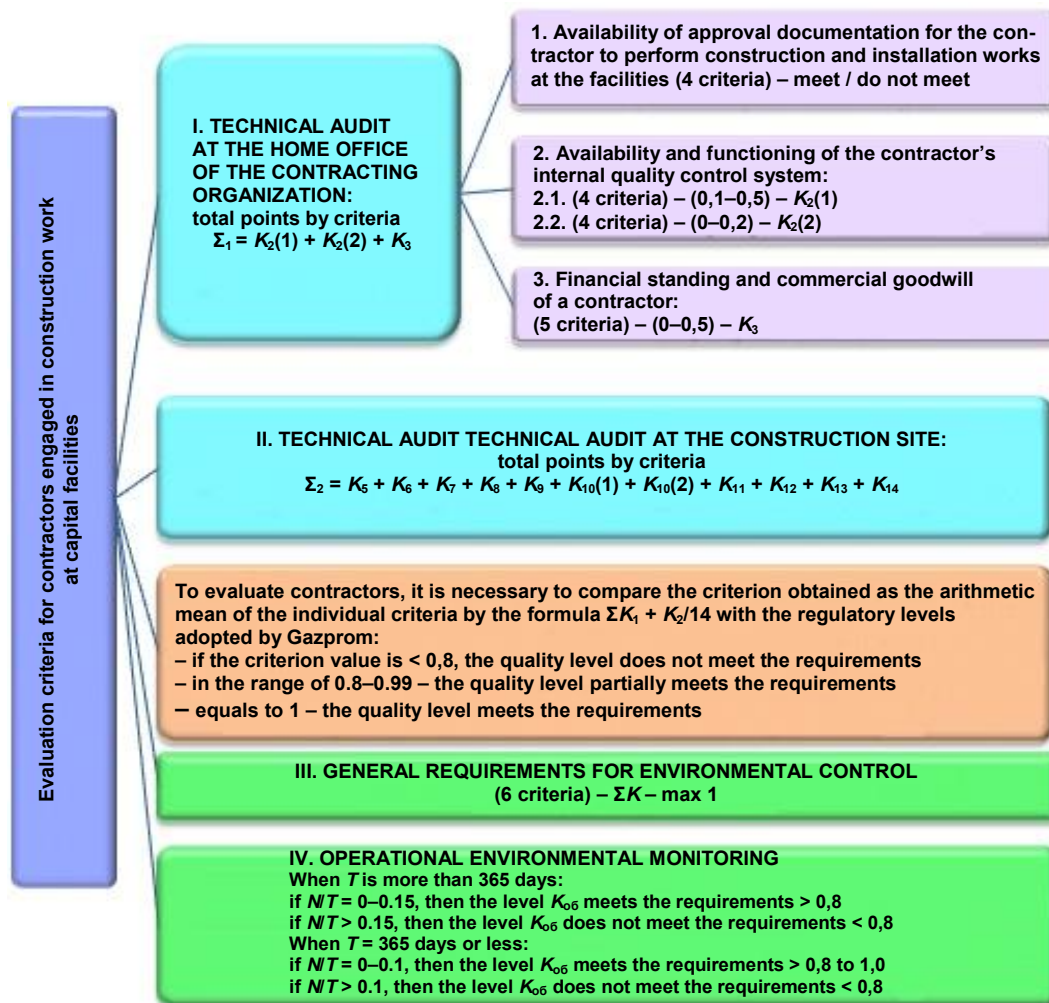 Evaluation criteria for contractors engaged in construction work
at capital facilities
I. TECHNICAL AUDIT
AT THE HOME OFFICE
OF THE CONTRACTING
ORGANIZATION:
total points by criteria
Σ₁ = K₂(1) + K₂(2) + K₃
1. Availability of approval documentation for the con-
tractor to perform construction and installation works
at the facilities (4 criteria) – meet / do not meet
2. Availability and functioning of the contractor's
internal quality control system:
2.1. (4 criteria) – (0,1–0,5) – K₂(1)
2.2. (4 criteria) – (0–0,2) – K₂(2)
3. Financial standing and commercial goodwill
of a contractor:
(5 criteria) – (0–0,5) – K₃
II. TECHNICAL AUDIT TECHNICAL AUDIT AT THE CONSTRUCTION SITE:
total points by criteria
Σ₂ = K₅ + K₆ + K₇ + K₈ + K₉ + K₁₀(1) + K₁₀(2) + K₁₁ + K₁₂ + K₁₃ + K₁₄
To evaluate contractors, it is necessary to compare the criterion obtained as the arithmetic
mean of the individual criteria by the formula ΣK₁ + K₂/14 with the regulatory levels
adopted by Gazprom:
– if the criterion value is < 0,8, the quality level does not meet the requirements
– in the range of 0.8–0.99 – the quality level partially meets the requirements
– equals to 1 – the quality level meets the requirements
III. GENERAL REQUIREMENTS FOR ENVIRONMENTAL CONTROL
(6 criteria) – ΣK – max 1
IV. OPERATIONAL ENVIRONMENTAL MONITORING
When T is more than 365 days:
if N/T = 0–0.15, then the level Kоб meets the requirements > 0,8
if N/T > 0.15, then the level Kоб does not meet the requirements < 0,8
When T = 365 days or less:
if N/T = 0–0.1, then the level Kоб meets the requirements > 0,8 to 1,0
if N/T > 0.1, then the level Kоб does not meet the requirements < 0,8